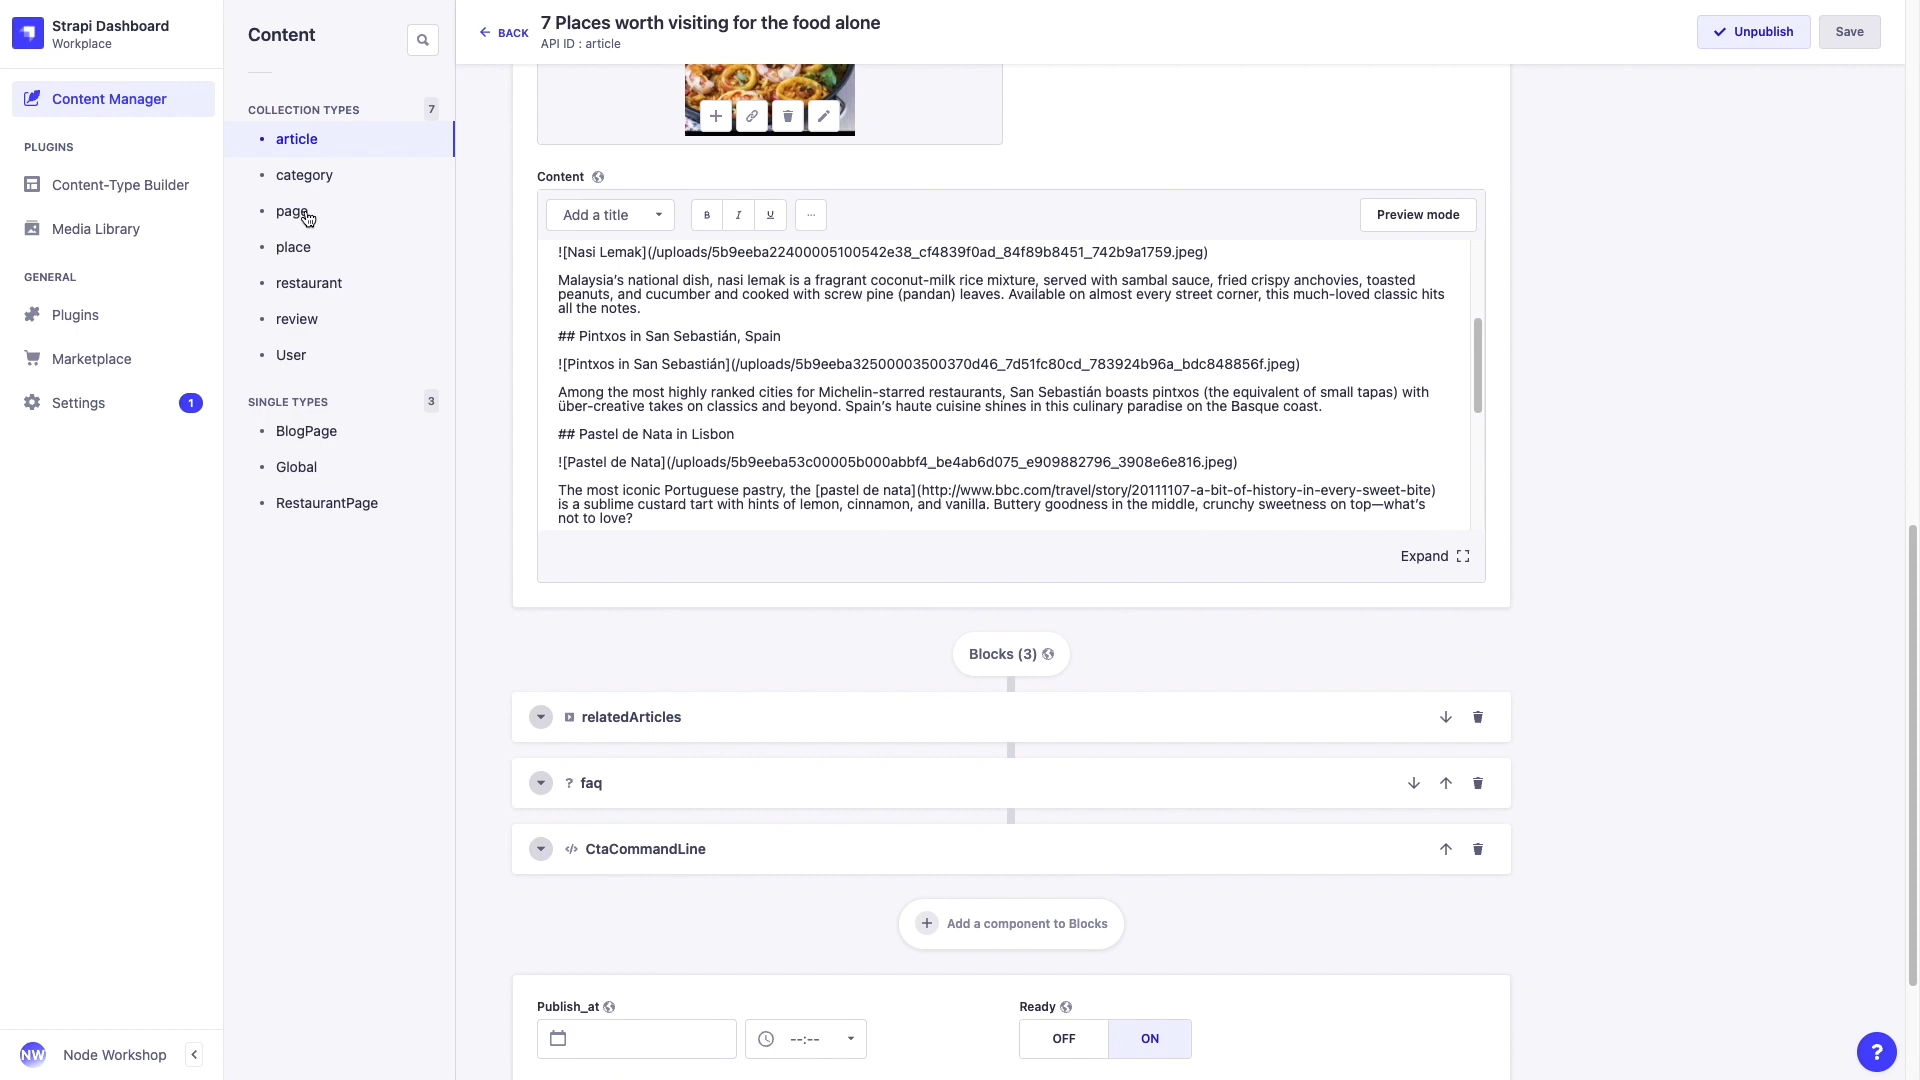 Strapi Dashboard
Workplace
Content Manager
PLUGINS
Content-Type Builder
Media Library
GENERAL
Plugins
Marketplace
Settings
1
NW
Node Workshop
Content
COLLECTION TYPES
7
article
category
page
place
restaurant
review
User
SINGLE TYPES
3
BlogPage
Global
RestaurantPage
BACK
7 Places worth visiting for the food alone
API ID : article
Unpublish
Save
Content
Add a title
B
I
U
...
Preview mode
![Nasi Lemak](/uploads/5b9eeba22400005100542e38_cf4839f0ad_84f89b8451_742b9a1759.jpeg)
Malaysia's national dish, nasi lemak is a fragrant coconut-milk rice mixture, served with sambal sauce, fried crispy anchovies, toasted
peanuts, and cucumber and cooked with screw pine (pandan) leaves. Available on almost every street corner, this much-loved classic hits
all the notes.
## Pintxos in San Sebastián, Spain
![Pintxos in San Sebastián](/uploads/5b9eeba32500003500370d46_7d51fc80cd_783924b96a_bdc848856f.jpeg)
Among the most highly ranked cities for Michelin-starred restaurants, San Sebastián boasts pintxos (the equivalent of small tapas) with
über-creative takes on classics and beyond. Spain's haute cuisine shines in this culinary paradise on the Basque coast.
## Pastel de Nata in Lisbon
![Pastel de Nata](/uploads/5b9eeba53c00005b000abbf4_be4ab6d075_e909882796_3908e6e816.jpeg)
The most iconic Portuguese pastry, the [pastel de nata](http://www.bbc.com/travel/story/20111107-a-bit-of-history-in-every-sweet-bite)
is a sublime custard tart with hints of lemon, cinnamon, and vanilla. Buttery goodness in the middle, crunchy sweetness on top—what's
not to love?
Expand
Blocks (3)
relatedArticles
? faq
</> CtaCommandLine
Add a component to Blocks
Publish_at
--:--
Ready
OFF
ON
?